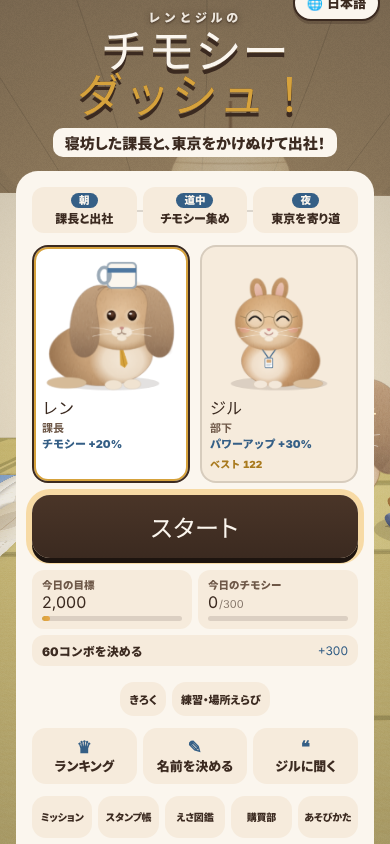 日本語
レンとジルの
チモシー
ダッシュ！
寝坊した課長と、東京をかけぬけて出社！
朝
課長と出社
道中
チモシー集め
夜
東京を寄り道
レン
課長
チモシー +20%
ジル
部下
パワーアップ +30%
ベスト 122
スタート
今日の目標
2,000
今日のチモシー
0/300
60コンボを決める
+300
きろく
練習・場所えらび
ランキング
名前を決める
ジルに聞く
ミッション
スタンプ帳
えさ図鑑
購買部
あそびかた